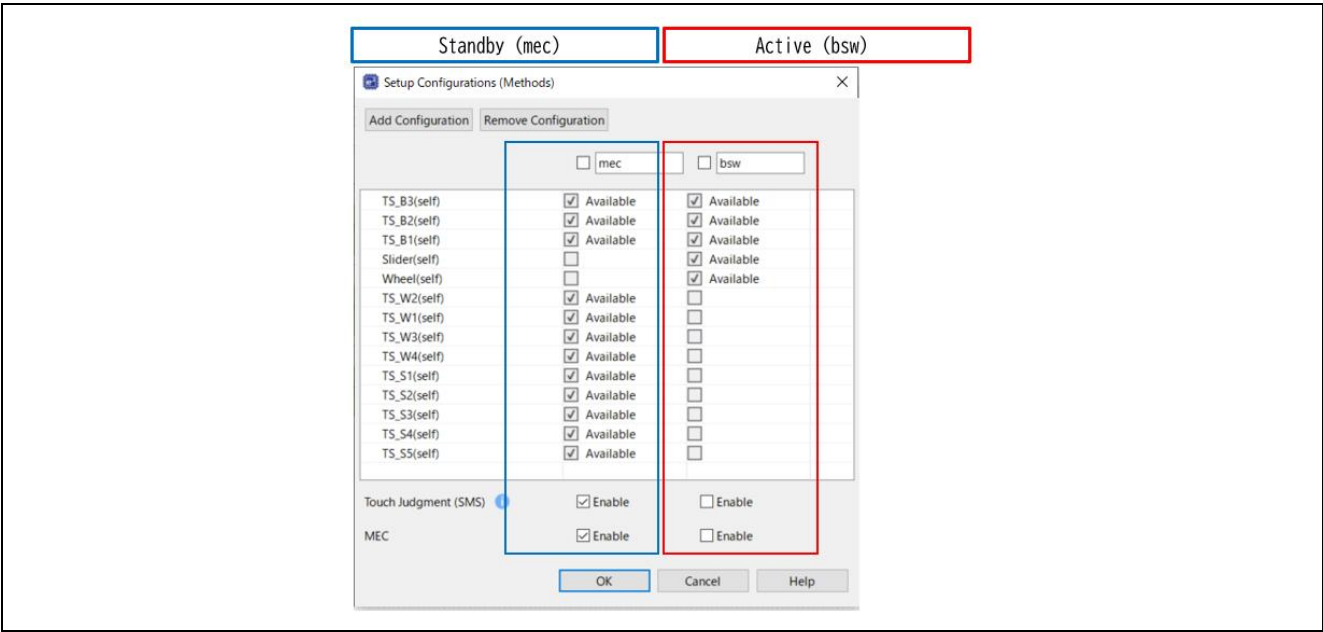 Standby (mec) Active (bsw)
Setup Configurations (Methods)
Add Configuration Remove Configuration
mec bsw
TS_B3(self) Available Available
TS_B2(self) Available Available
TS_B1(self) Available Available
Slider(self) Available
Wheel(self) Available
TS_W2(self) Available
TS_W1(self) Available
TS_W3(self) Available
TS_W4(self) Available
TS_S1(self) Available
TS_S2(self) Available
TS_S3(self) Available
TS_S4(self) Available
TS_S5(self) Available
Touch Judgment (SMS) Enable Enable
MEC Enable Enable
OK Cancel Help